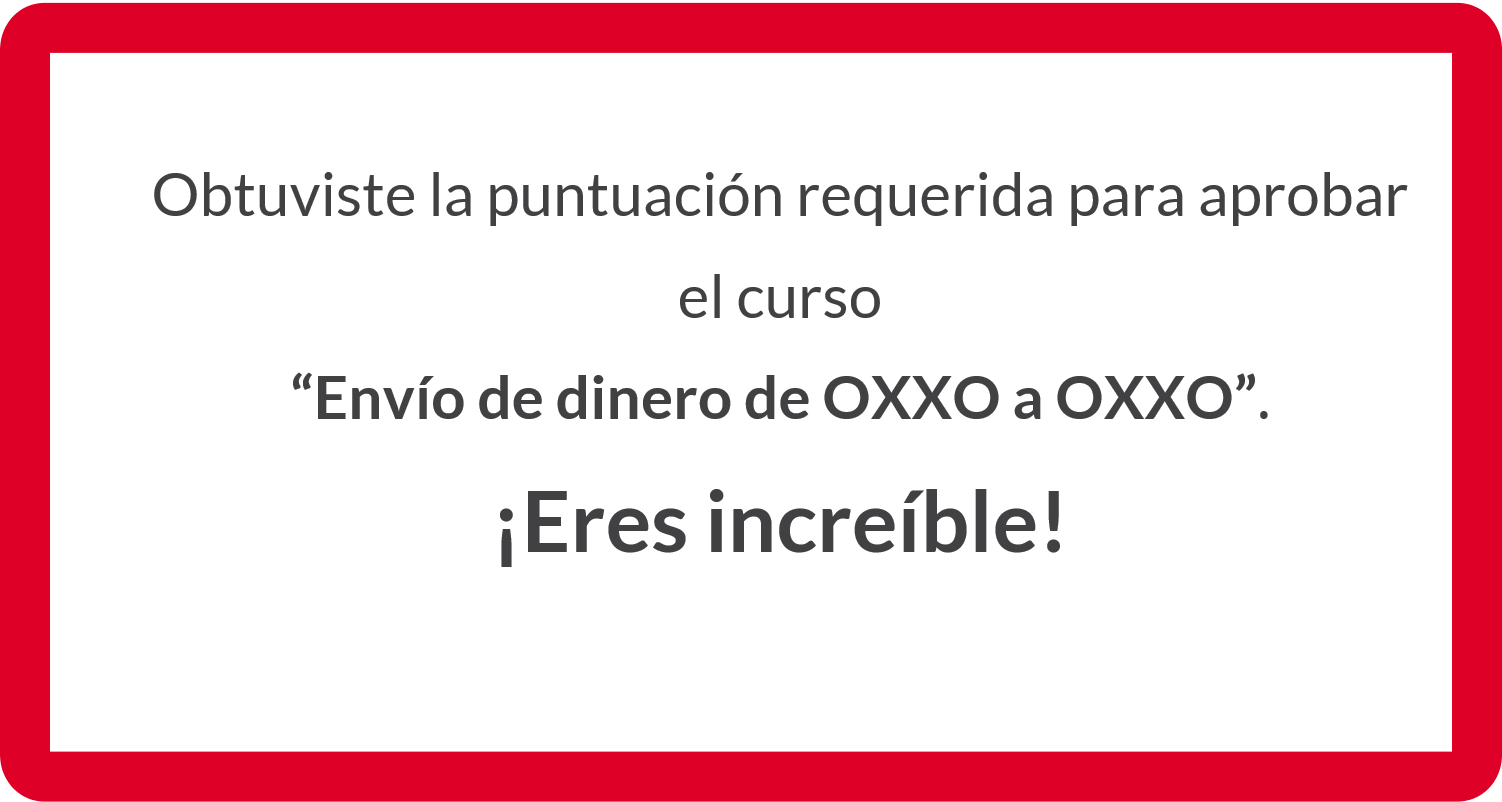 Obtuviste la puntuación requerida para aprobar
el curso
“Envío de dinero de OXXO a OXXO”.
¡Eres increíble!